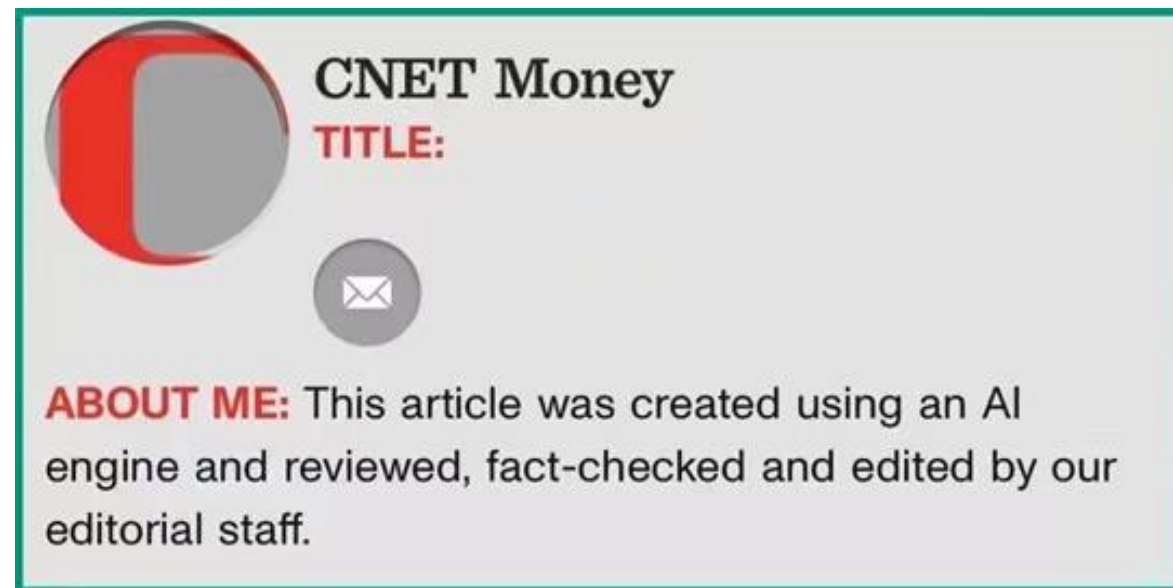 CNET Money
TITLE:
ABOUT ME: This article was created using an AI
engine and reviewed, fact-checked and edited by our
editorial staff.